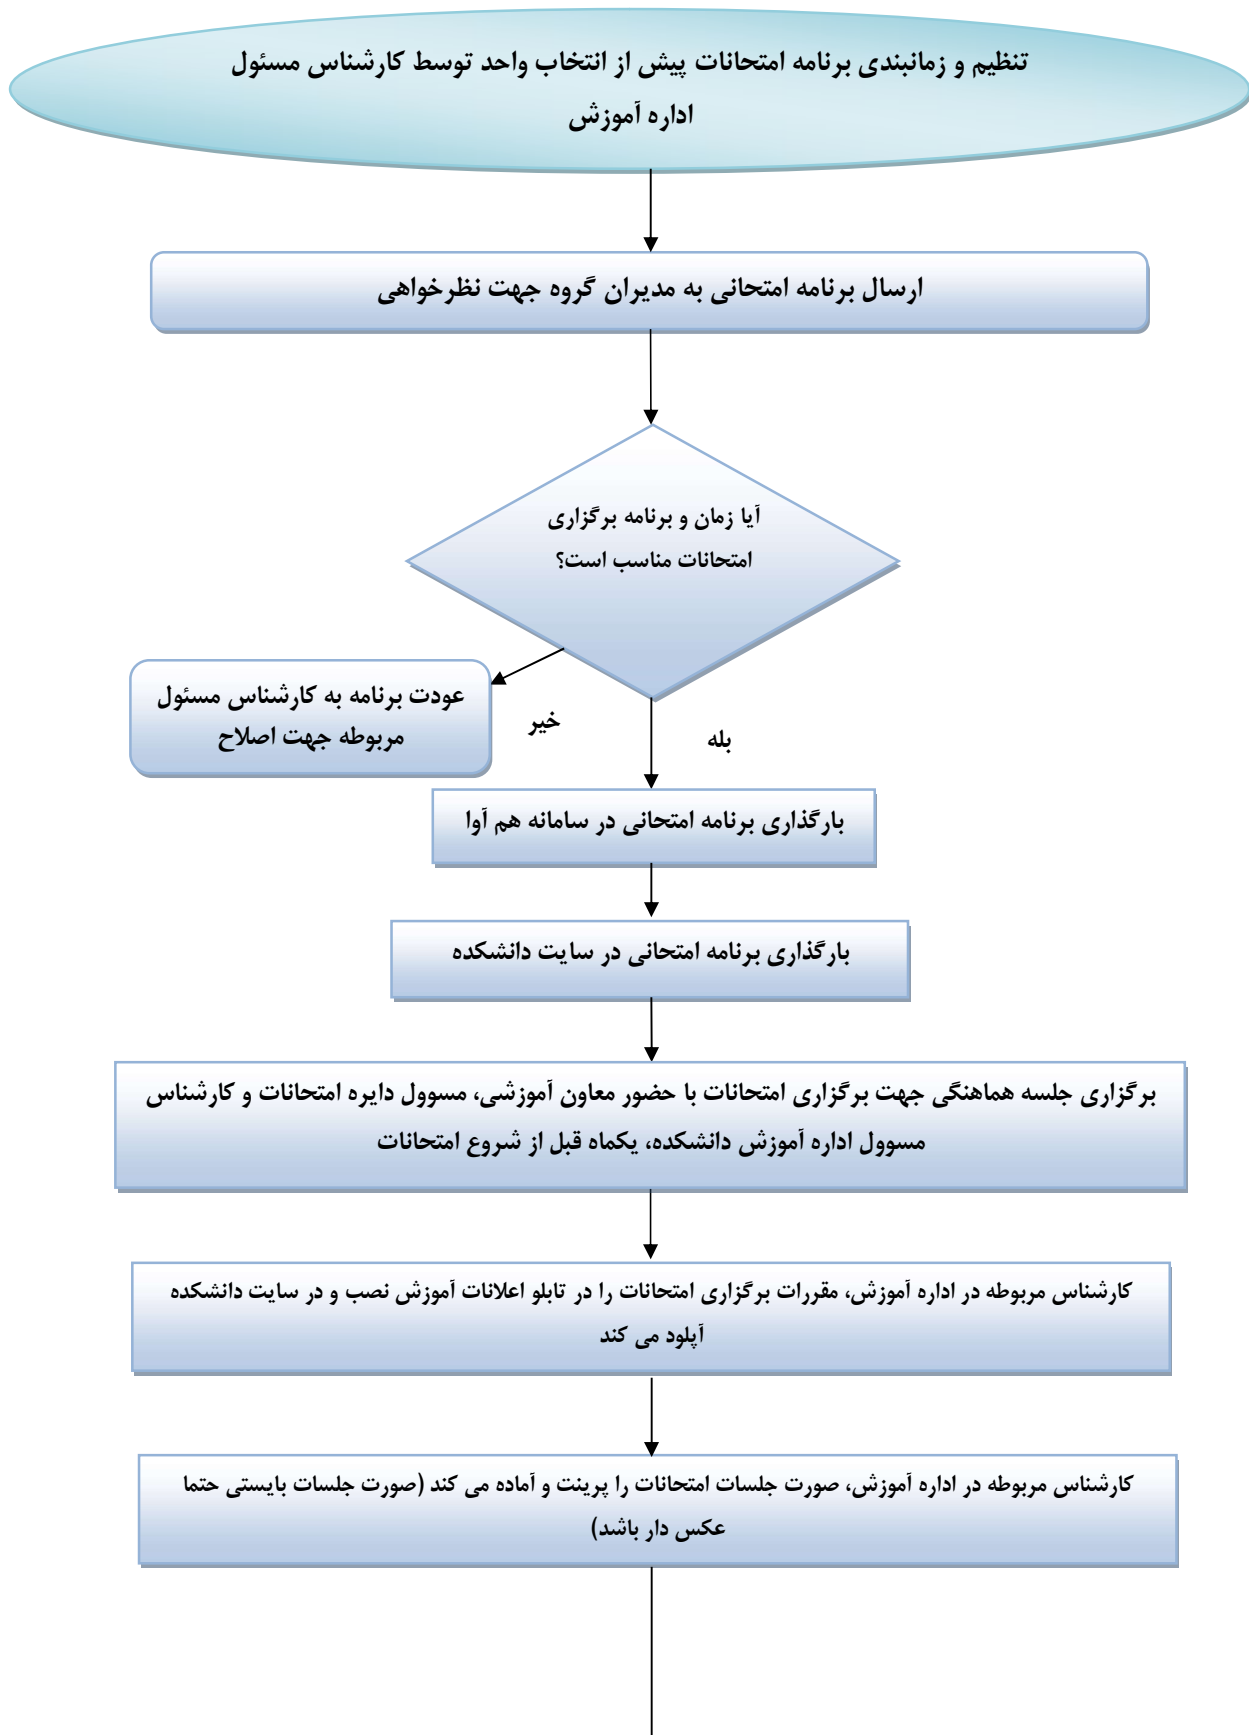 تنظیم و زمانبندی برنامه امتحانات پیش از انتخاب واحد توسط کارشناس مسئول
اداره آموزش
ارسال برنامه امتحانی به مدیران گروه جهت نظرخواهی
آیا زمان و برنامه برگزاری
امتحانات مناسب است؟
عودت برنامه به کارشناس مسئول
مربوطه جهت اصلاح
خیر
بله
بارگذاری برنامه امتحانی در سامانه هم آوا
بارگذاری برنامه امتحانی در سایت دانشکده
برگزاری جلسه هماهنگی جهت برگزاری امتحانات با حضور معاون آموزشی، مسوول دایره امتحانات و کارشناس
مسوول اداره آموزش دانشکده، یکماه قبل از شروع امتحانات
کارشناس مربوطه در اداره آموزش، مقررات برگزاری امتحانات را در تابلو اعلانات آموزش نصب و در سایت دانشکده
آپلود می کند
کارشناس مربوطه در اداره آموزش، صورت جلسات امتحانات را پرینت و آماده می کند (صورت جلسات بایستی حتما
عکس دار باشد)